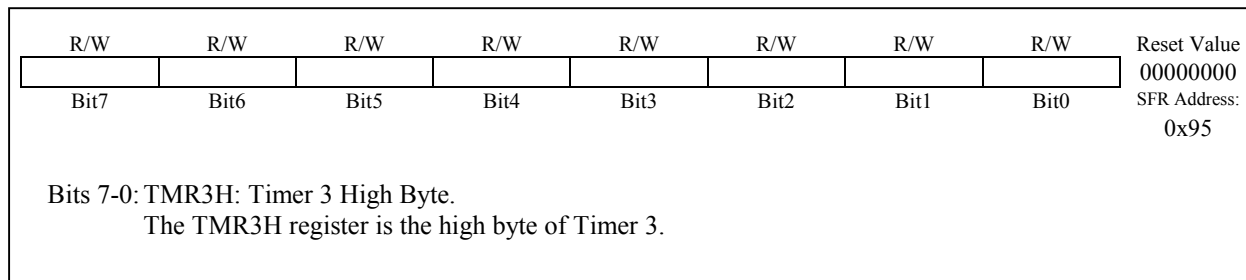 R/W R/W R/W R/W R/W R/W R/W R/W Reset Value
00000000
Bit7 Bit6 Bit5 Bit4 Bit3 Bit2 Bit1 Bit0 SFR Address:
0x95
Bits 7-0: TMR3H: Timer 3 High Byte.
The TMR3H register is the high byte of Timer 3.